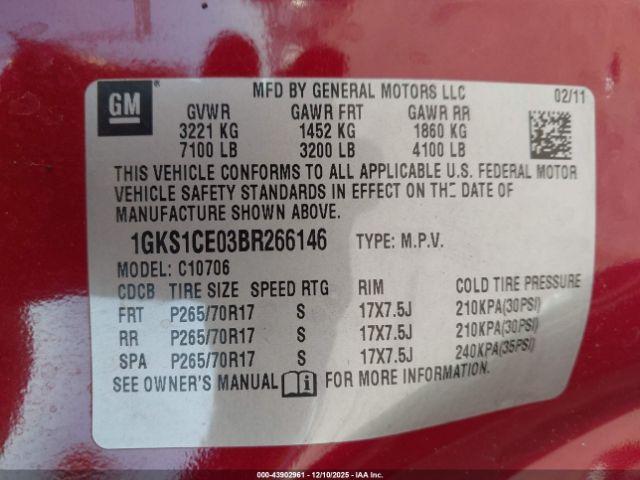 GM
MFD BY GENERAL MOTORS LLC 02/11
GVWR GAWR FRT GAWR RR
3221 KG 1452 KG 1860 KG
7100 LB 3200 LB 4100 LB
THIS VEHICLE CONFORMS TO ALL APPLICABLE U.S. FEDERAL MOTOR
VEHICLE SAFETY STANDARDS IN EFFECT ON THE DATE OF
MANUFACTURE SHOWN ABOVE.
1GKS1CE03BR266146 TYPE: M.P.V.
MODEL: C10706
CDCB TIRE SIZE SPEED RTG RIM COLD TIRE PRESSURE
FRT P265/70R17 S 17X7.5J 210KPA(30PSI)
RR P265/70R17 S 17X7.5J 210KPA(30PSI)
SPA P265/70R17 S 17X7.5J 240KPA(35PSI)
SEE OWNER'S MANUAL FOR MORE INFORMATION.
000-43902961 - 12/10/2025 - IAA Inc.